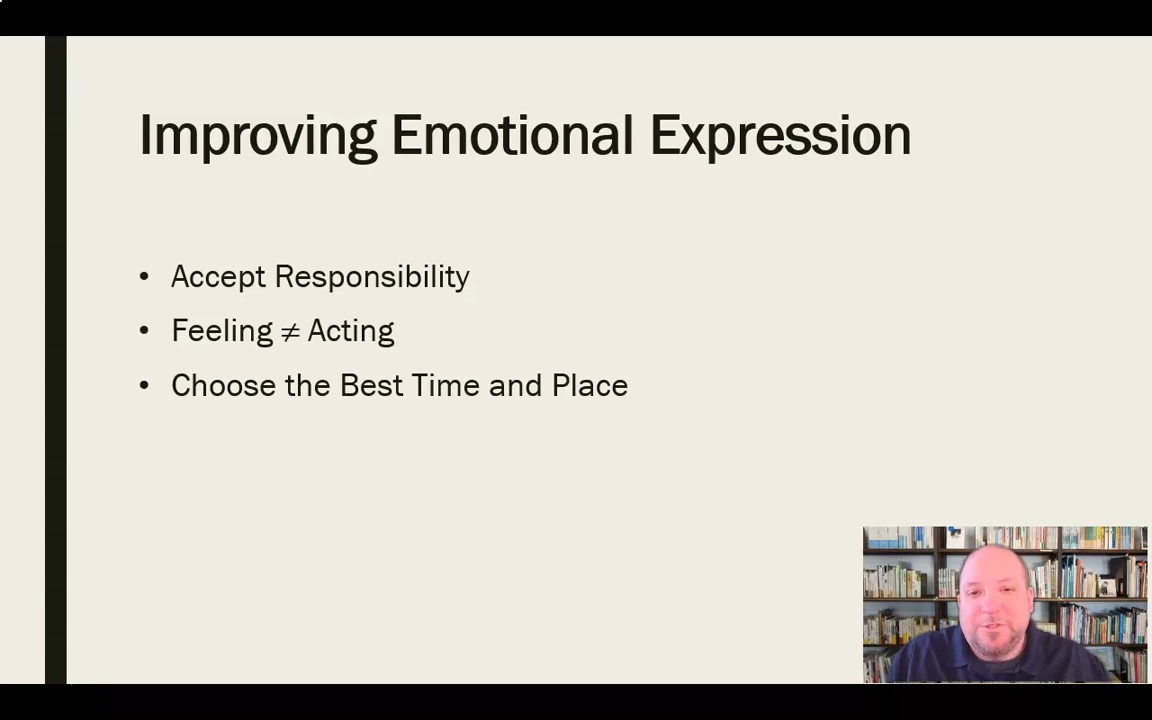 Improving Emotional Expression
• Accept Responsibility
• Feeling ≠ Acting
• Choose the Best Time and Place